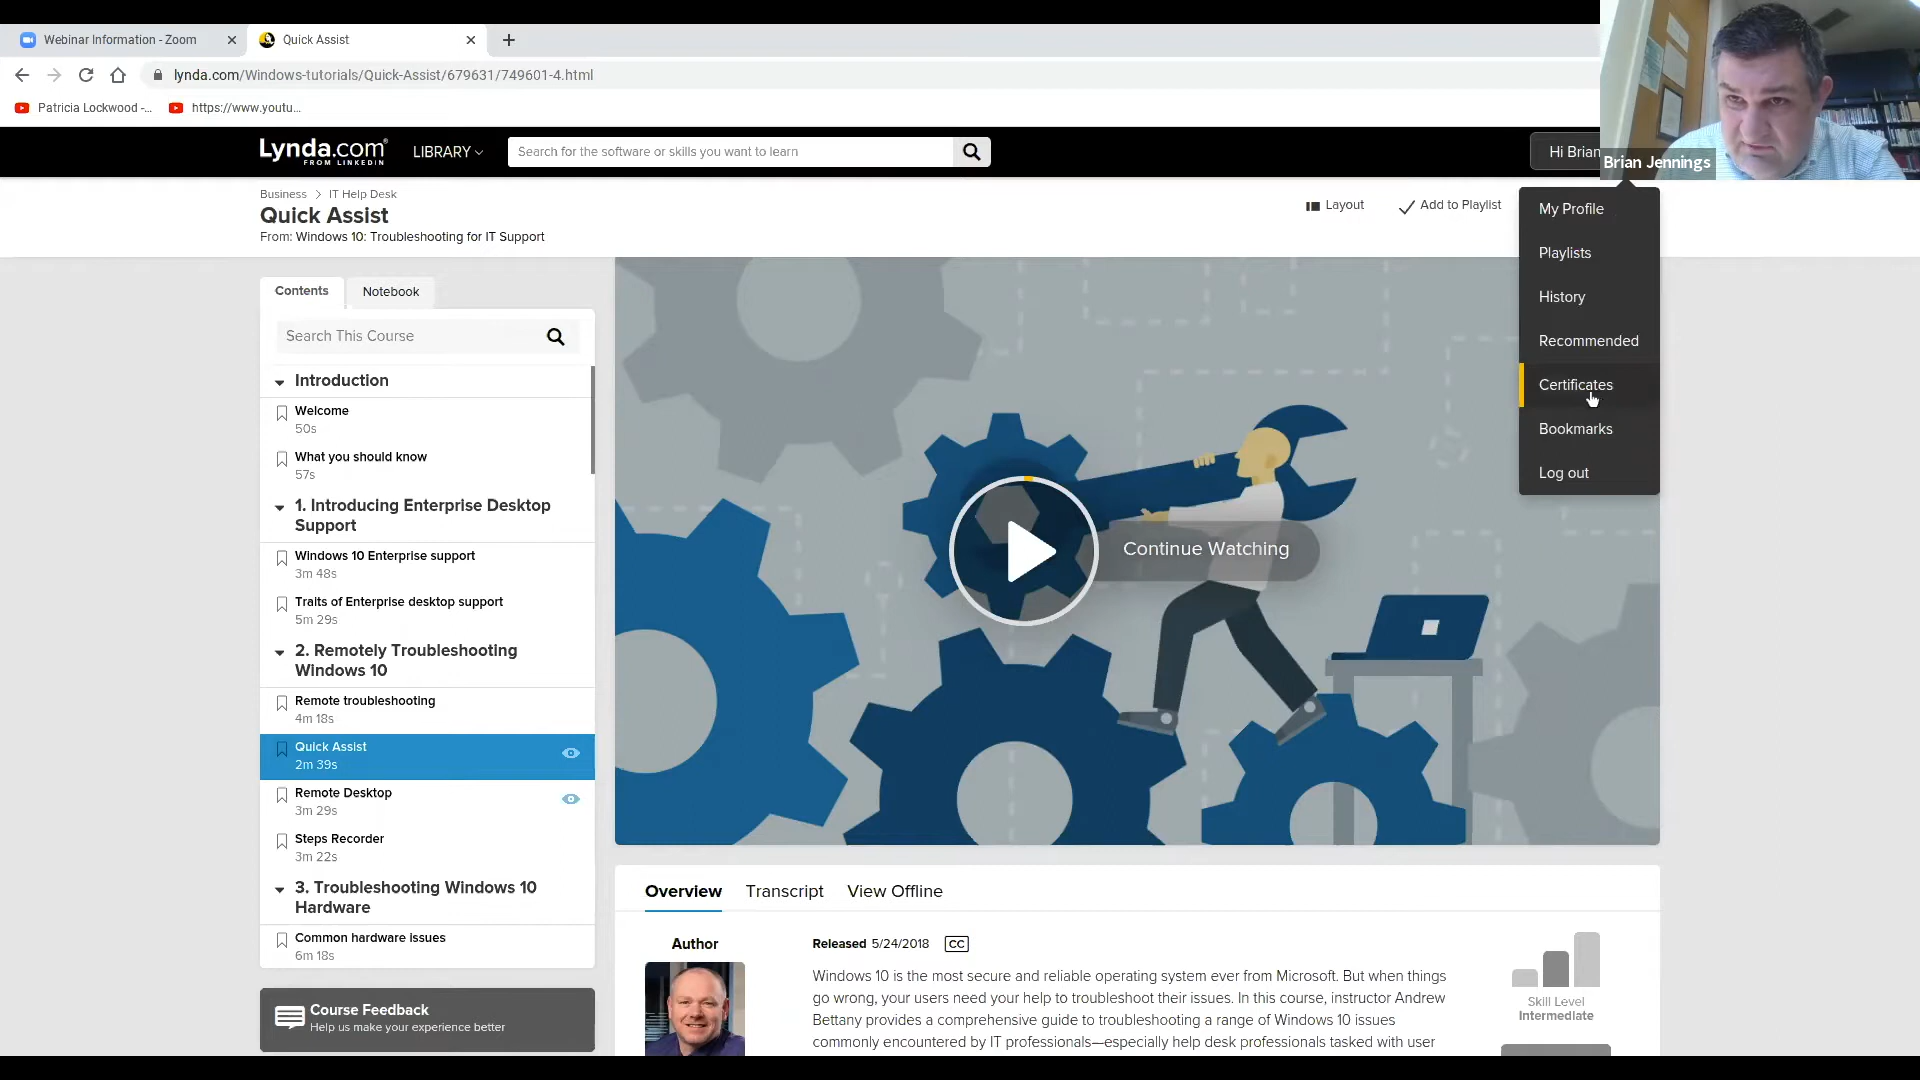 Webinar Information - Zoom
Quick Assist
lynda.com/Windows-tutorials/Quick-Assist/679631/749601-4.html
Patricia Lockwood -...
https://www.youtu...
Lynda.com
FROM LINKEDIN
LIBRARY
Search for the software or skills you want to learn
Hi Brian
Brian Jennings
Business > IT Help Desk
Quick Assist
From: Windows 10: Troubleshooting for IT Support
Layout
Add to Playlist
My Profile
Playlists
History
Recommended
Certificates
Bookmarks
Log out
Contents
Notebook
Search This Course
Introduction
Welcome
50s
What you should know
57s
1. Introducing Enterprise Desktop
Support
Windows 10 Enterprise support
3m 48s
Traits of Enterprise desktop support
5m 29s
2. Remotely Troubleshooting
Windows 10
Remote troubleshooting
4m 18s
Quick Assist
2m 39s
Remote Desktop
3m 29s
Steps Recorder
3m 22s
3. Troubleshooting Windows 10
Hardware
Common hardware issues
6m 18s
Course Feedback
Help us make your experience better
Continue Watching
Overview
Transcript
View Offline
Author
Released 5/24/2018 CC
Windows 10 is the most secure and reliable operating system ever from Microsoft. But when things
go wrong, your users need your help to troubleshoot their issues. In this course, instructor Andrew
Bettany provides a comprehensive guide to troubleshooting a range of Windows 10 issues
commonly encountered by IT professionals—especially help desk professionals tasked with user
Skill Level
Intermediate